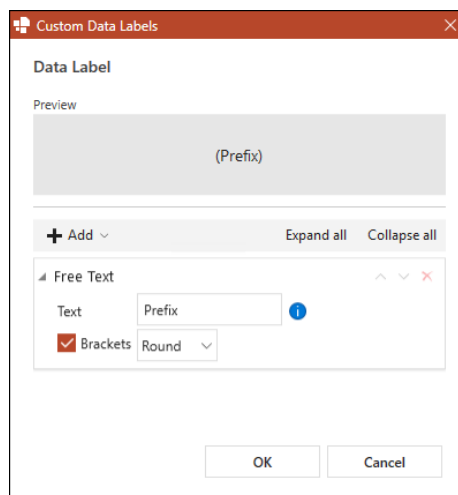 Custom Data Labels
Data Label
Preview
(Prefix)
Add Expand all Collapse all
Free Text
Text Prefix
Brackets Round
OK Cancel